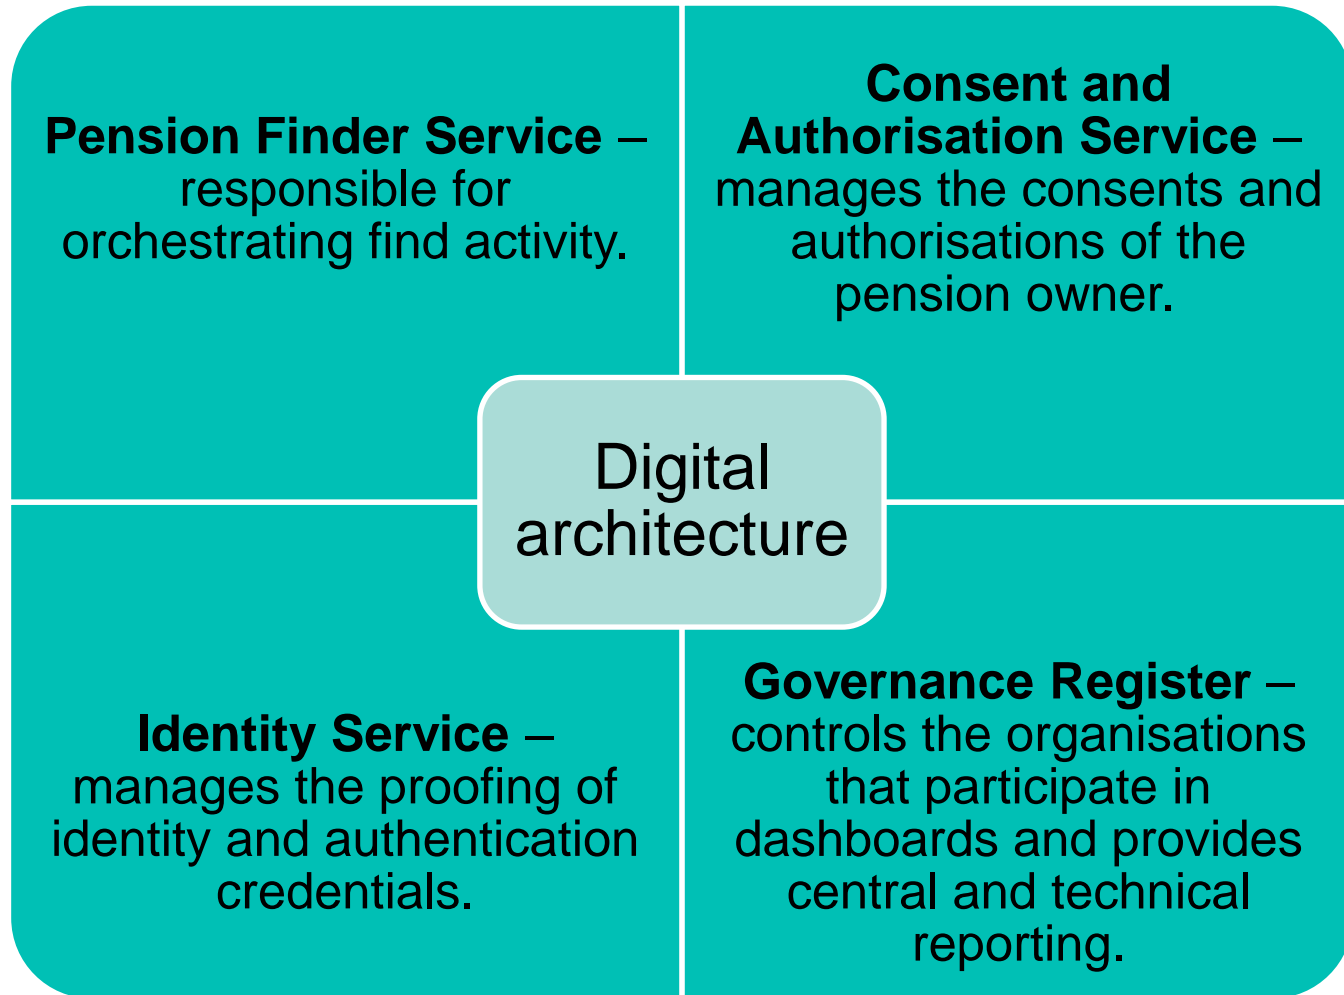 Pension Finder Service –
responsible for
orchestrating find activity.
Consent and
Authorisation Service –
manages the consents and
authorisations of the
pension owner.
Digital
architecture
Identity Service –
manages the proofing of
identity and authentication
credentials.
Governance Register –
controls the organisations
that participate in
dashboards and provides
central and technical
reporting.